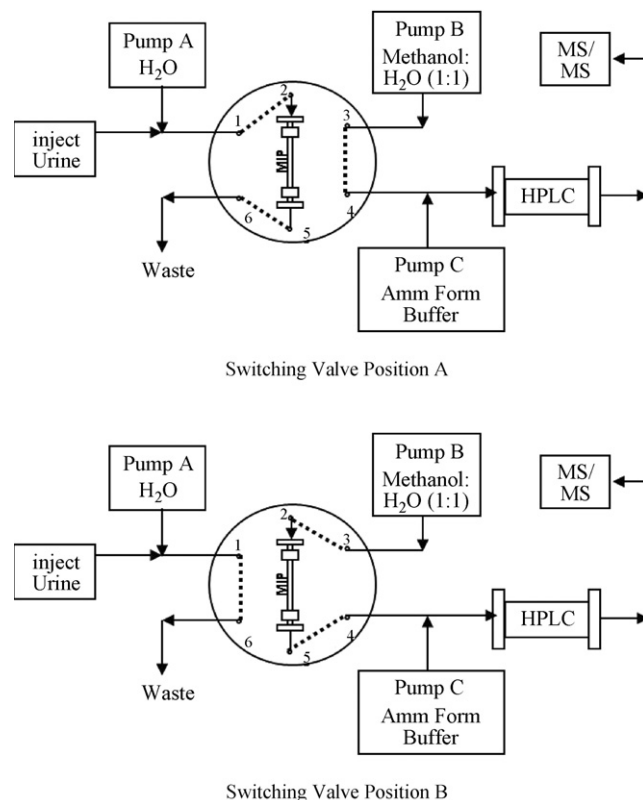 Pump A
H₂O
Pump B
Methanol:
H₂O (1:1)
MS/
MS
inject
Urine
1
2
3
MIP
HPLC
6
5
4
Waste
Pump C
Amm Form
Buffer
Switching Valve Position A
Pump A
H₂O
Pump B
Methanol:
H₂O (1:1)
MS/
MS
inject
Urine
1
2
3
MIP
HPLC
6
5
4
Waste
Pump C
Amm Form
Buffer
Switching Valve Position B